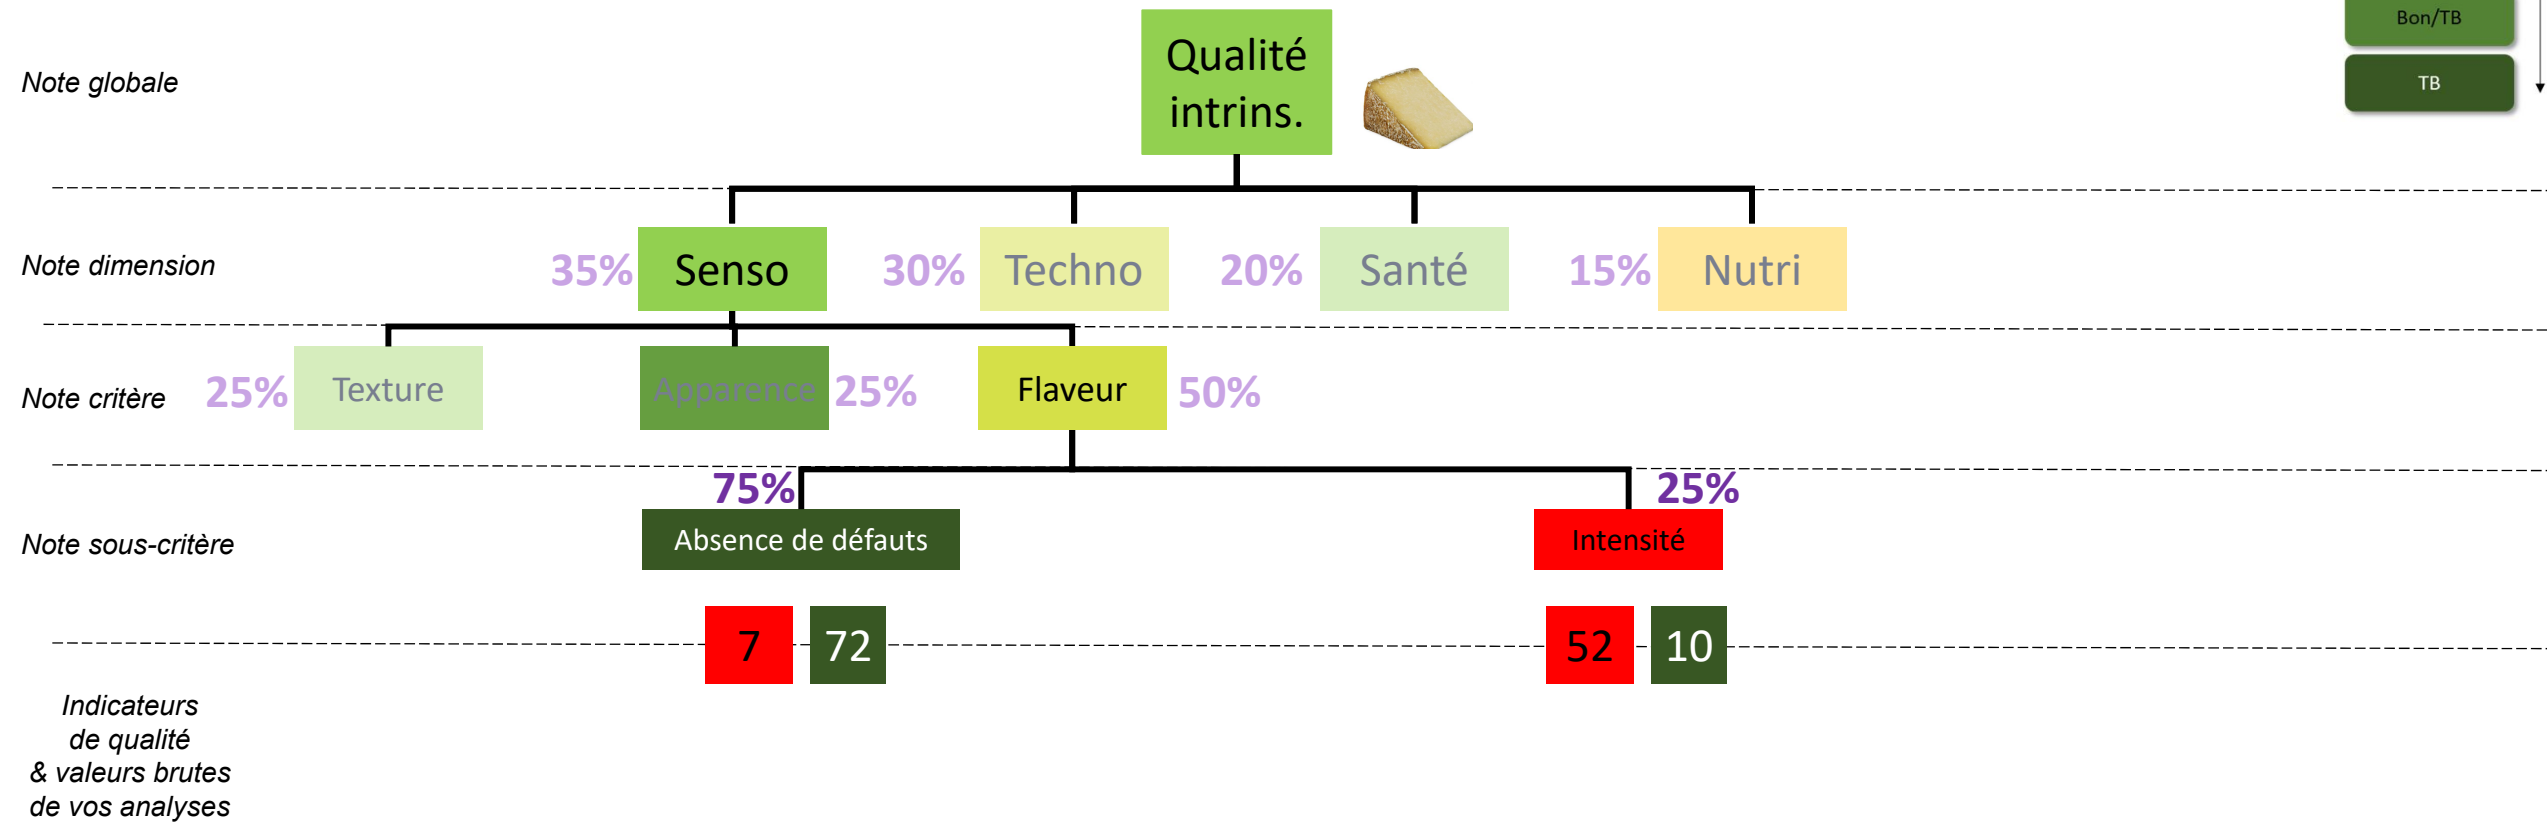 Bon/TB
TB
Note globale
Qualité
intrins.
Note dimension
35%
Senso
30%
Techno
20%
Santé
15%
Nutri
Note critère
25%
Texture
Apparence
25%
Flaveur
50%
75%
25%
Note sous-critère
Absence de défauts
Intensité
7
72
52
10
Indicateurs
de qualité
& valeurs brutes
de vos analyses